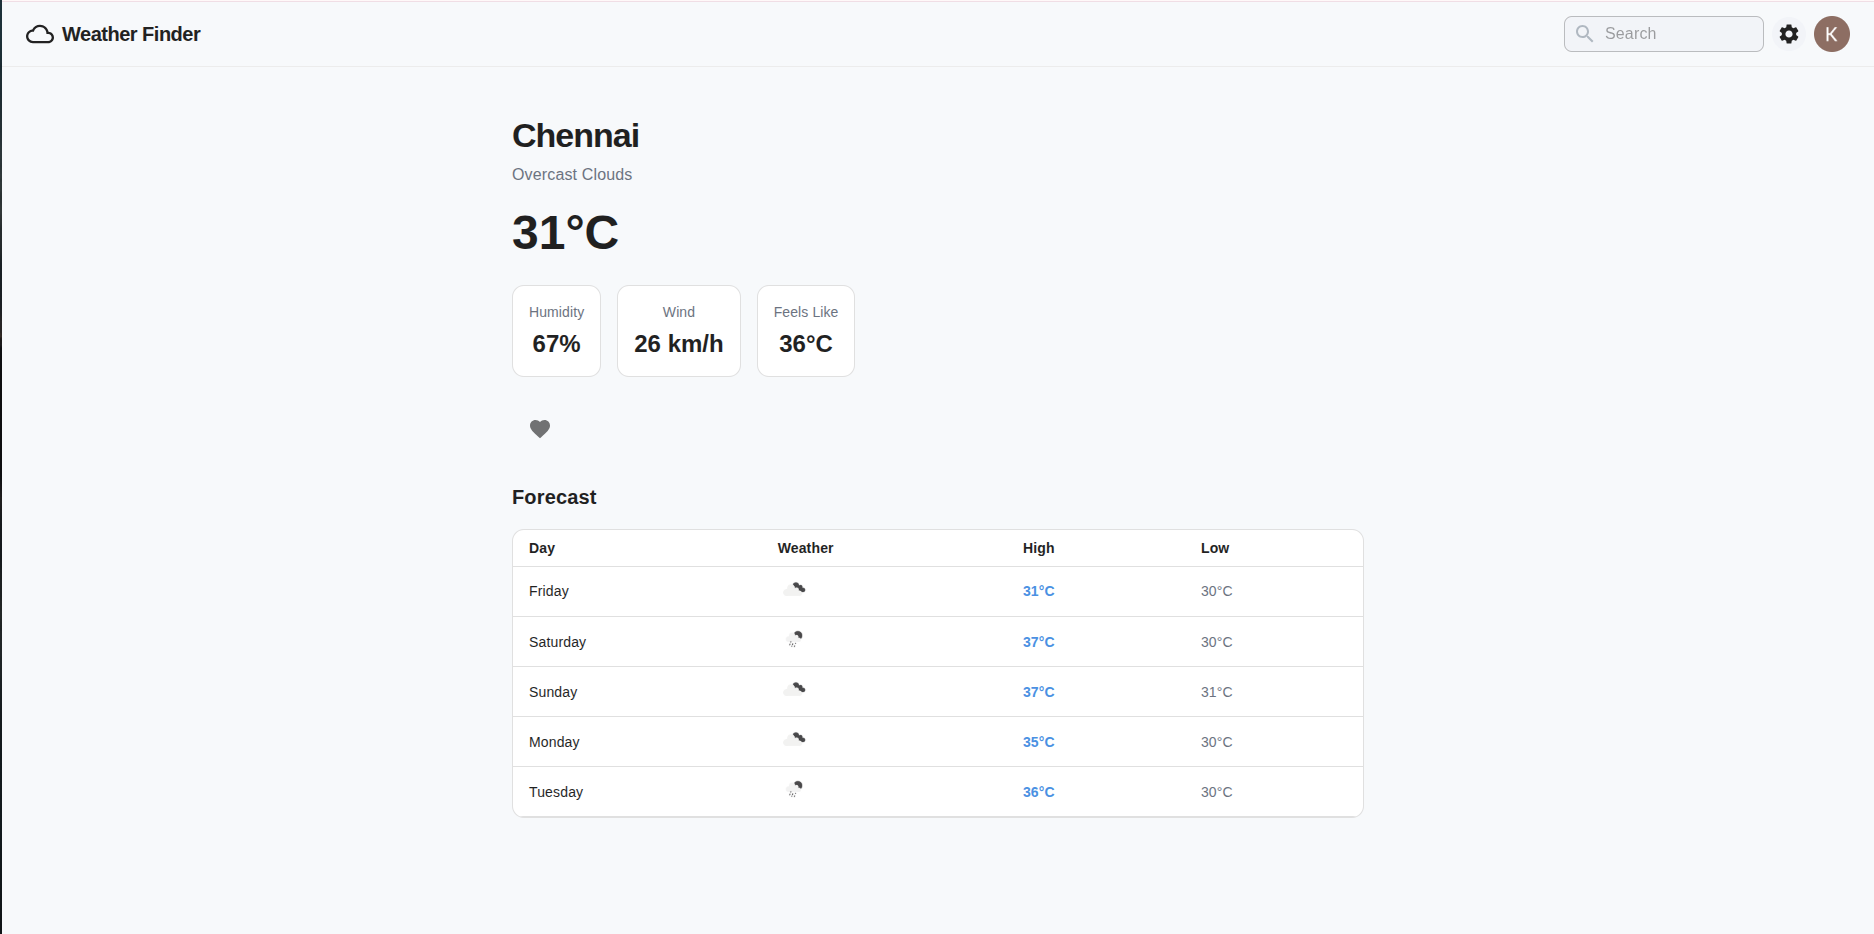 Weather Finder
Search
K
Chennai
Overcast Clouds
31°C
Humidity Wind Feels Like
67% 26 km/h 36°C
Forecast
Day Weather High Low
Friday 31°C 30°C
Saturday 37°C 30°C
Sunday 37°C 31°C
Monday 35°C 30°C
Tuesday 36°C 30°C